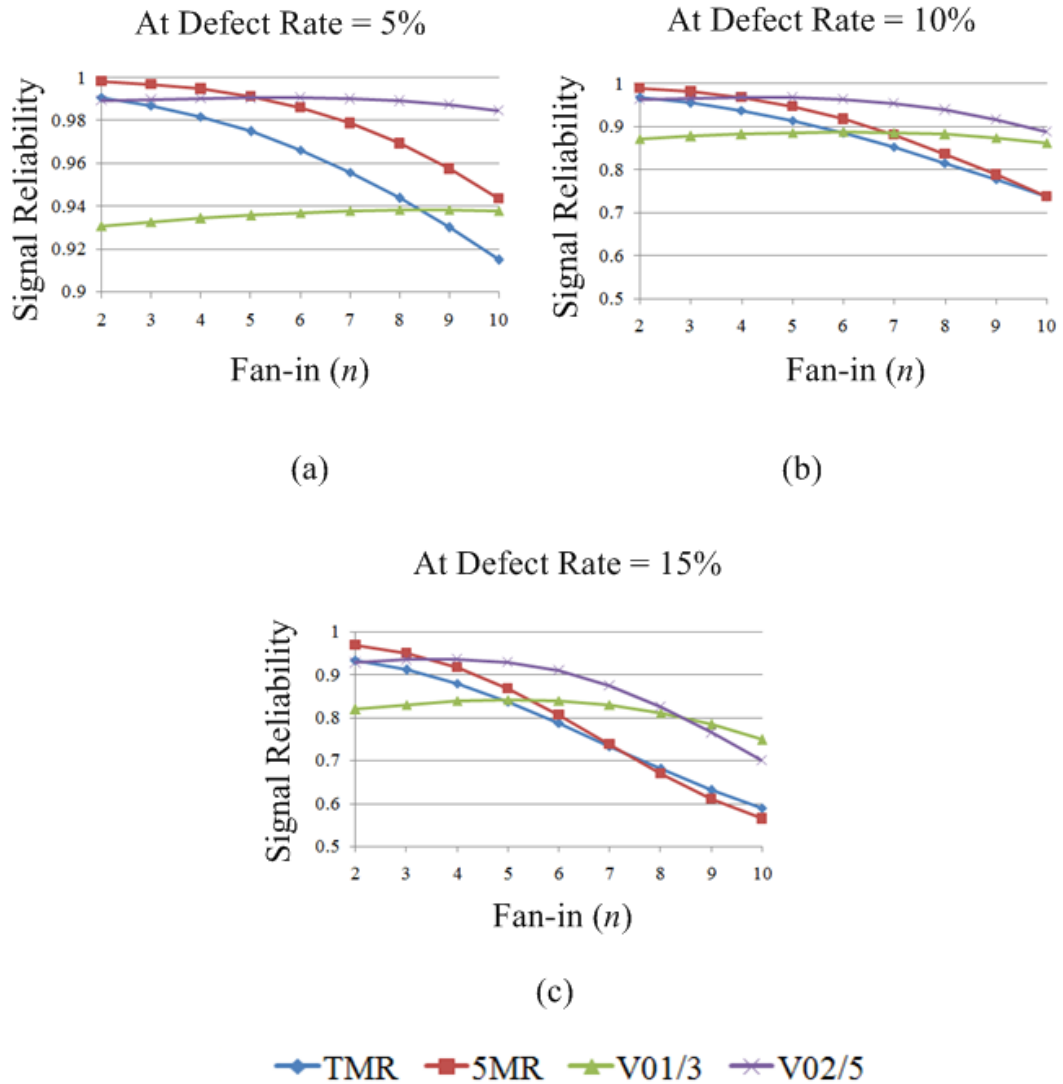 At Defect Rate = 5%
Signal Reliability
1
0.98
0.96
0.94
0.92
0.9
2 3 4 5 6 7 8 9 10
Fan-in (n)
(a)
At Defect Rate = 10%
Signal Reliability
1
0.9
0.8
0.7
0.6
0.5
2 3 4 5 6 7 8 9 10
Fan-in (n)
(b)
At Defect Rate = 15%
Signal Reliability
1
0.9
0.8
0.7
0.6
0.5
2 3 4 5 6 7 8 9 10
Fan-in (n)
(c)
TMR 5MR V01/3 V02/5